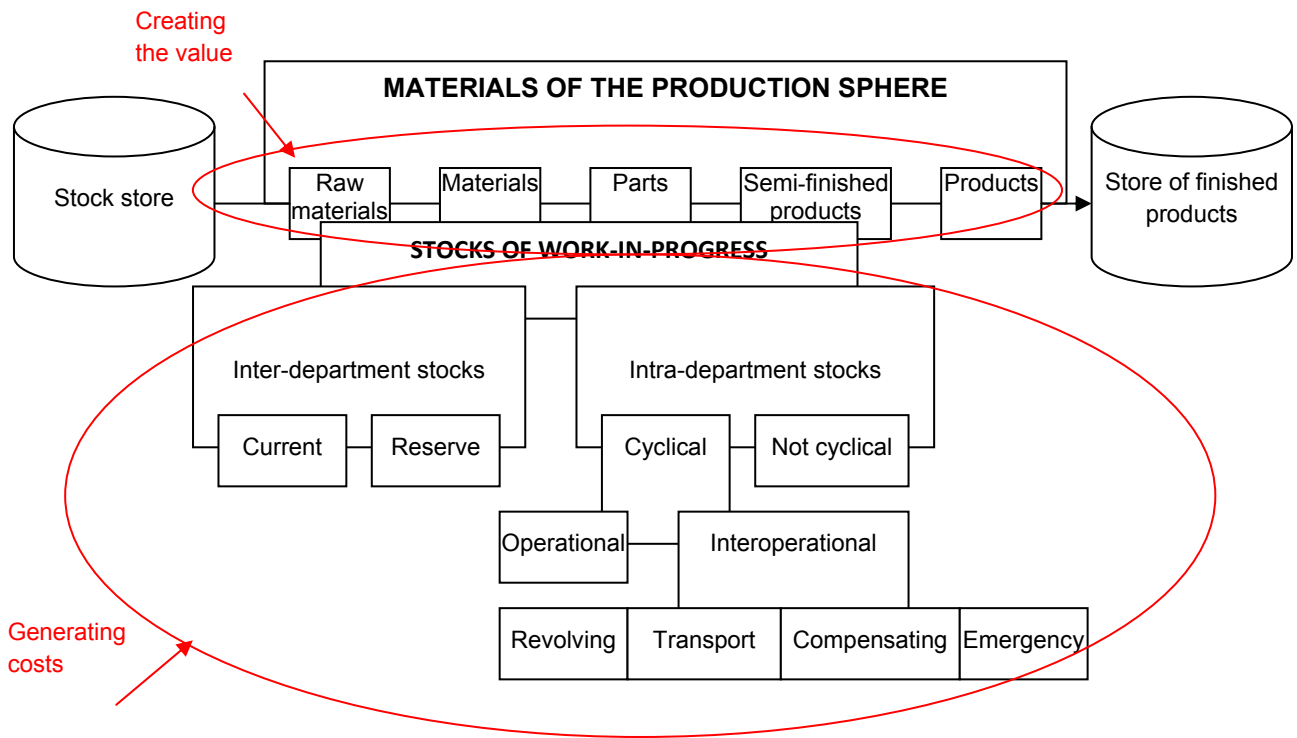 Creating
the value
MATERIALS OF THE PRODUCTION SPHERE
Stock store
Raw
materials
Materials
Parts
Semi-finished
products
Products
Store of finished
products
STOCKS OF WORK-IN-PROGRESS
Inter-department stocks
Intra-department stocks
Current
Reserve
Cyclical
Not cyclical
Operational
Interoperational
Generating
costs
Revolving
Transport
Compensating
Emergency